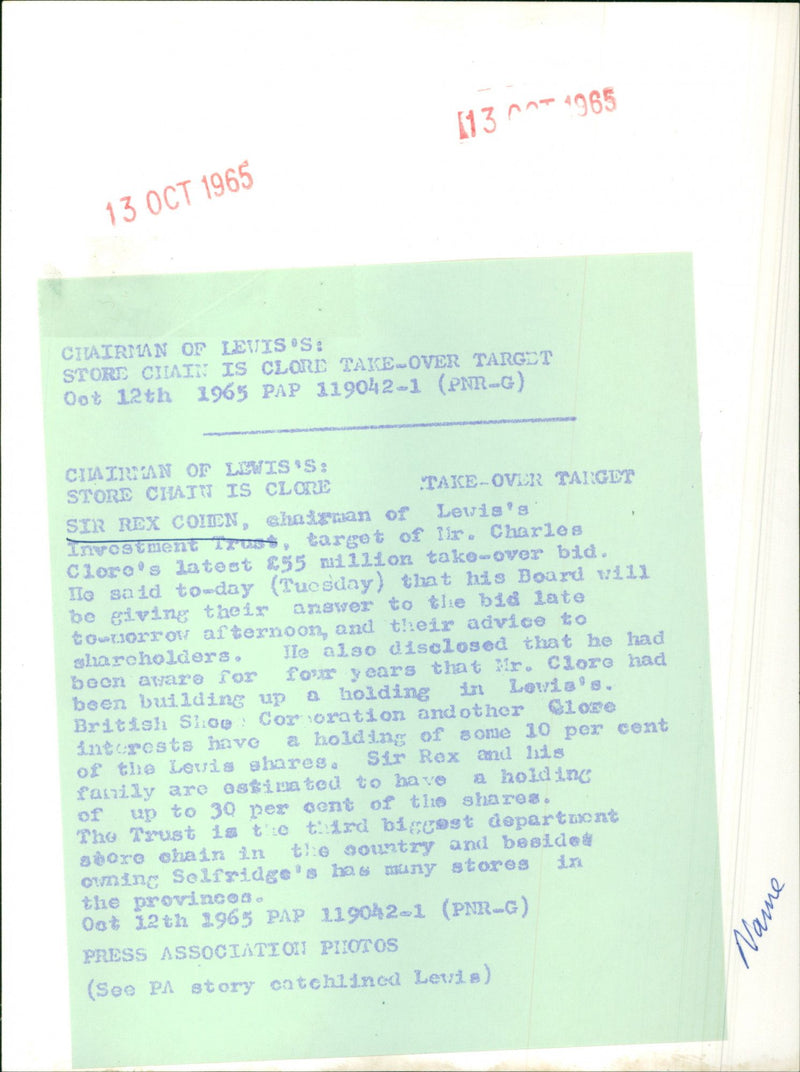 13 OCT 1965
13 OCT 1965
CHAIRMAN OF LEWIS'S:
STORE CHAIN IS CLORE TAKE-OVER TARGET
Oct 12th 1965 PAP 119042-1 (PNR-G)
CHAIRMAN OF LEWIS'S:
STORE CHAIN IS CLORE TAKE-OVER TARGET
SIR REX COHEN, chairman of Lewis's
Investment Trust, target of Mr. Charles
Clore's latest £55 million take-over bid.
He said to-day (Tuesday) that his Board will
be giving their answer to the bid late
to-morrow afternoon, and their advice to
shareholders. He also disclosed that he had
been aware for four years that Mr. Clore had
been building up a holding in Lewis's.
British Shoe Corporation andother Clore
interests have a holding of some 10 per cent
of the Lewis shares. Sir Rex and his
family are estimated to have a holding
of up to 30 per cent of the shares.
The Trust is the third biggest department
store chain in the country and besides
owning Selfridge's has many stores in
the provinces.
Oct 12th 1965 PAP 119042-1 (PNR-G)
PRESS ASSOCIATION PHOTOS
(See PA story catchlined Lewis)
Name